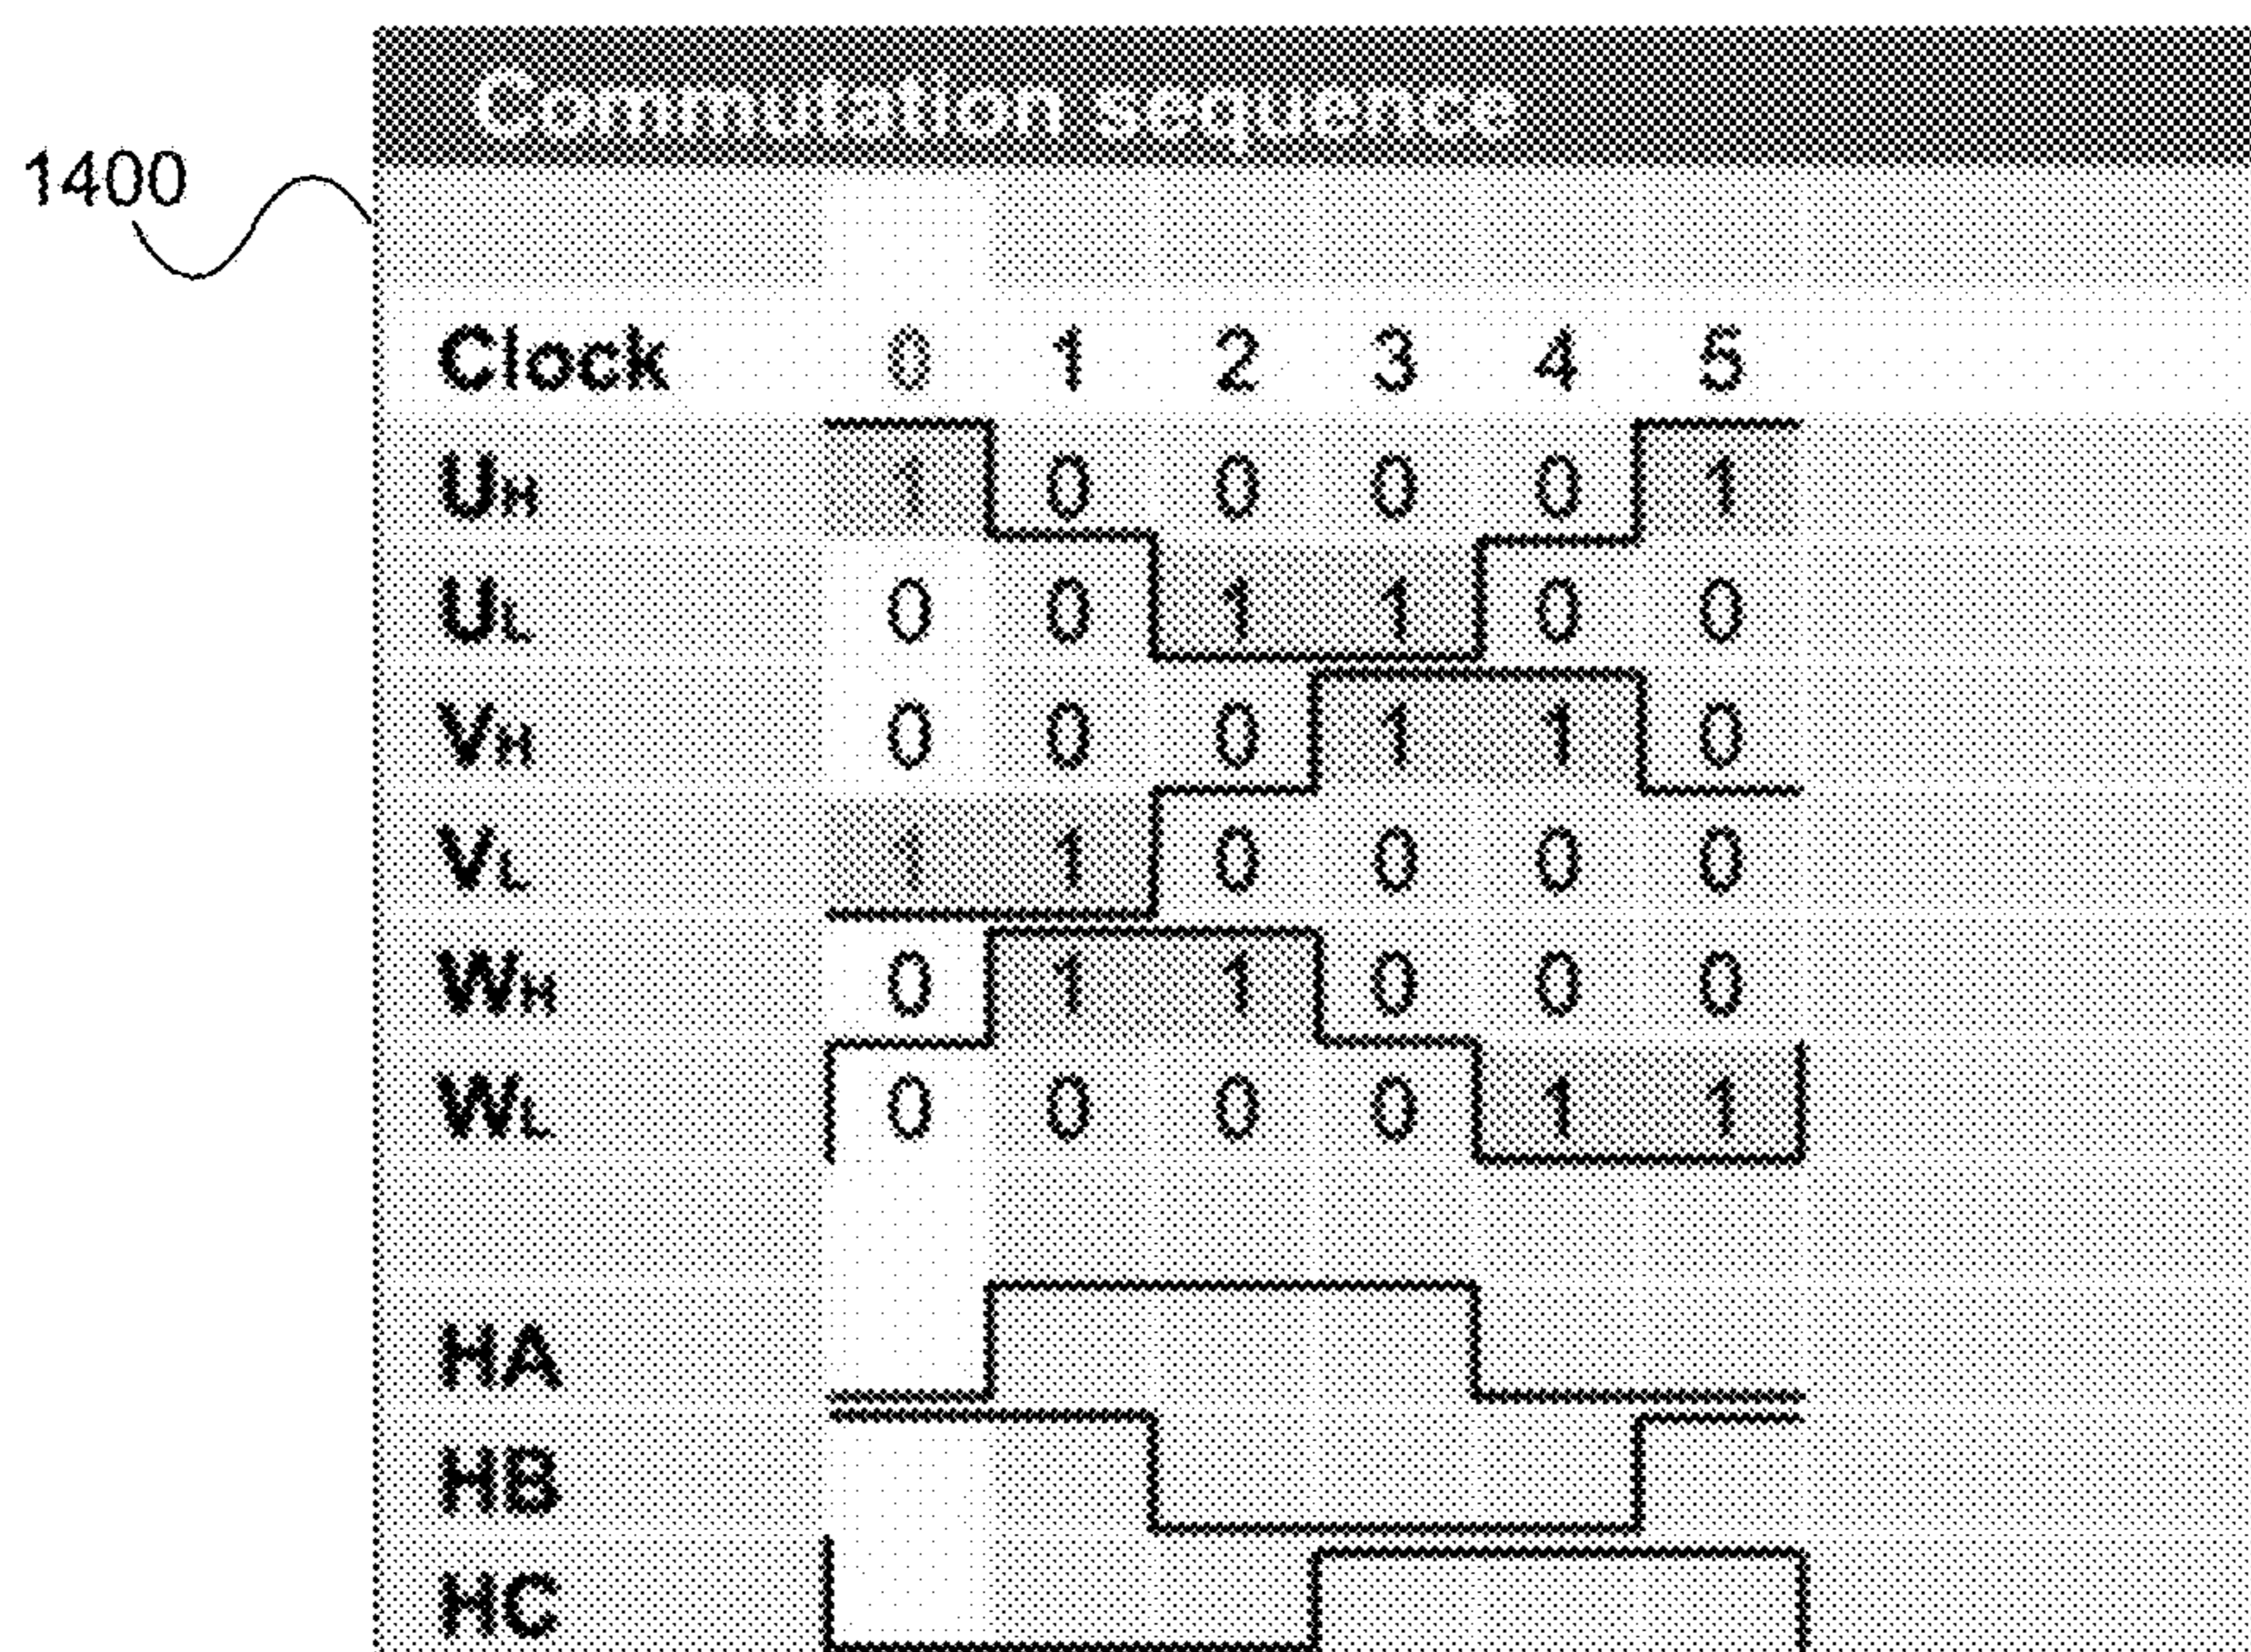 Commutation sequence
1400
Clock 0 1 2 3 4 5
UH 1 0 0 0 0 1
UL 0 0 1 1 0 0
VH 0 0 0 1 1 0
VL 1 1 0 0 0 0
WH 0 1 1 0 0 0
WL 0 0 0 0 1 1
HA
HB
HC